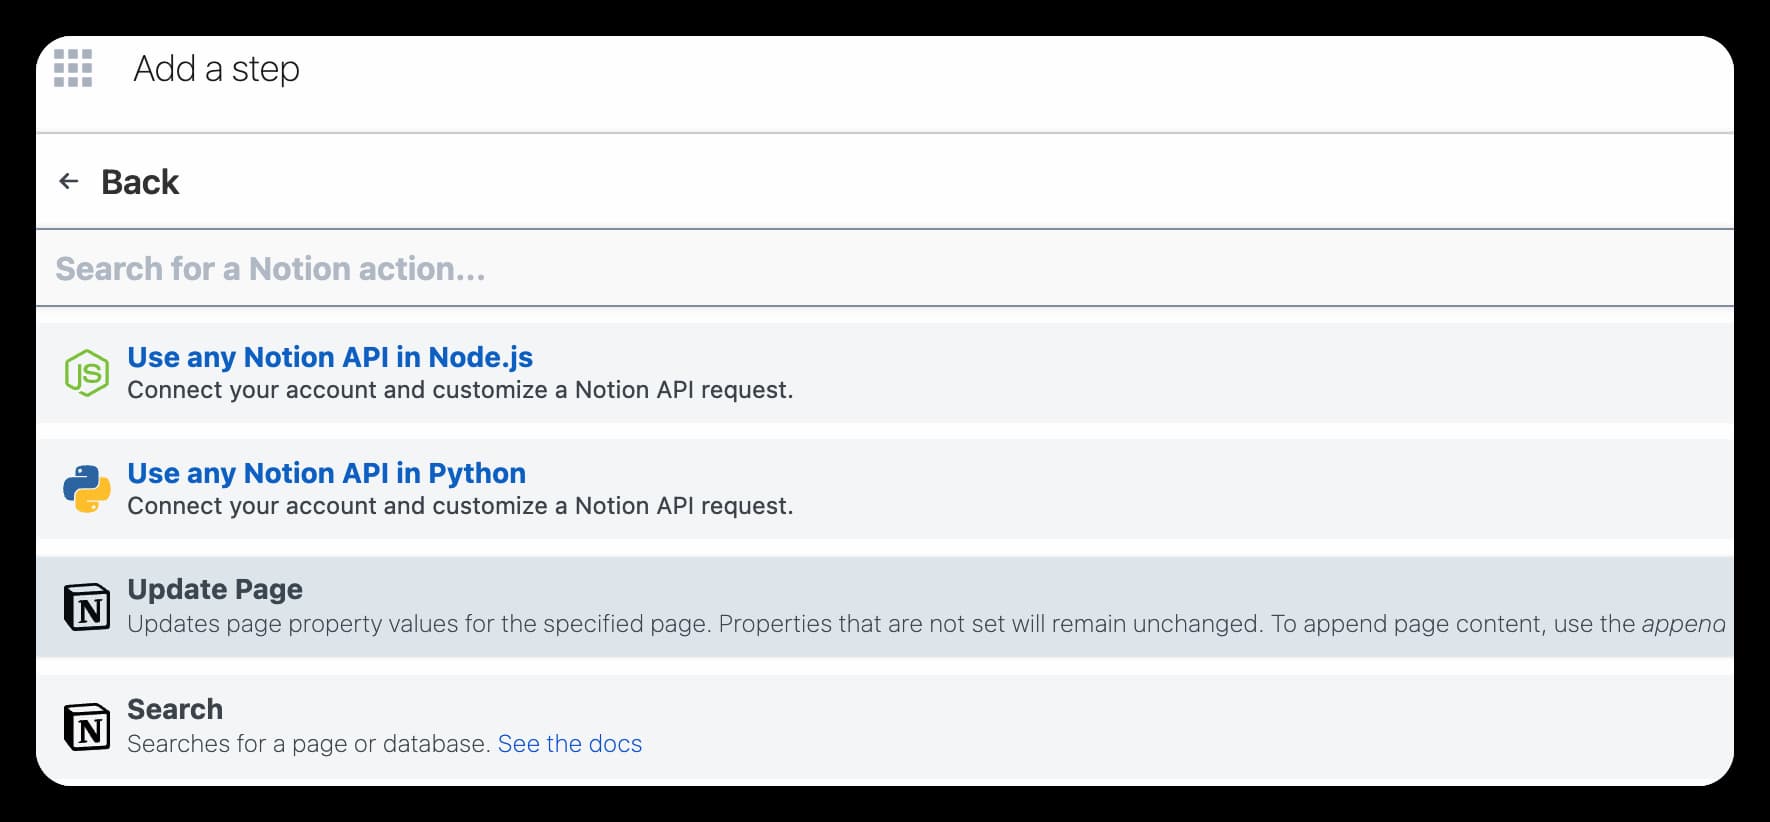 Add a step
← Back
Search for a Notion action...
JS
Use any Notion API in Node.js
Connect your account and customize a Notion API request.
Use any Notion API in Python
Connect your account and customize a Notion API request.
N
Update Page
Updates page property values for the specified page. Properties that are not set will remain unchanged. To append page content, use the append
N
Search
Searches for a page or database. See the docs